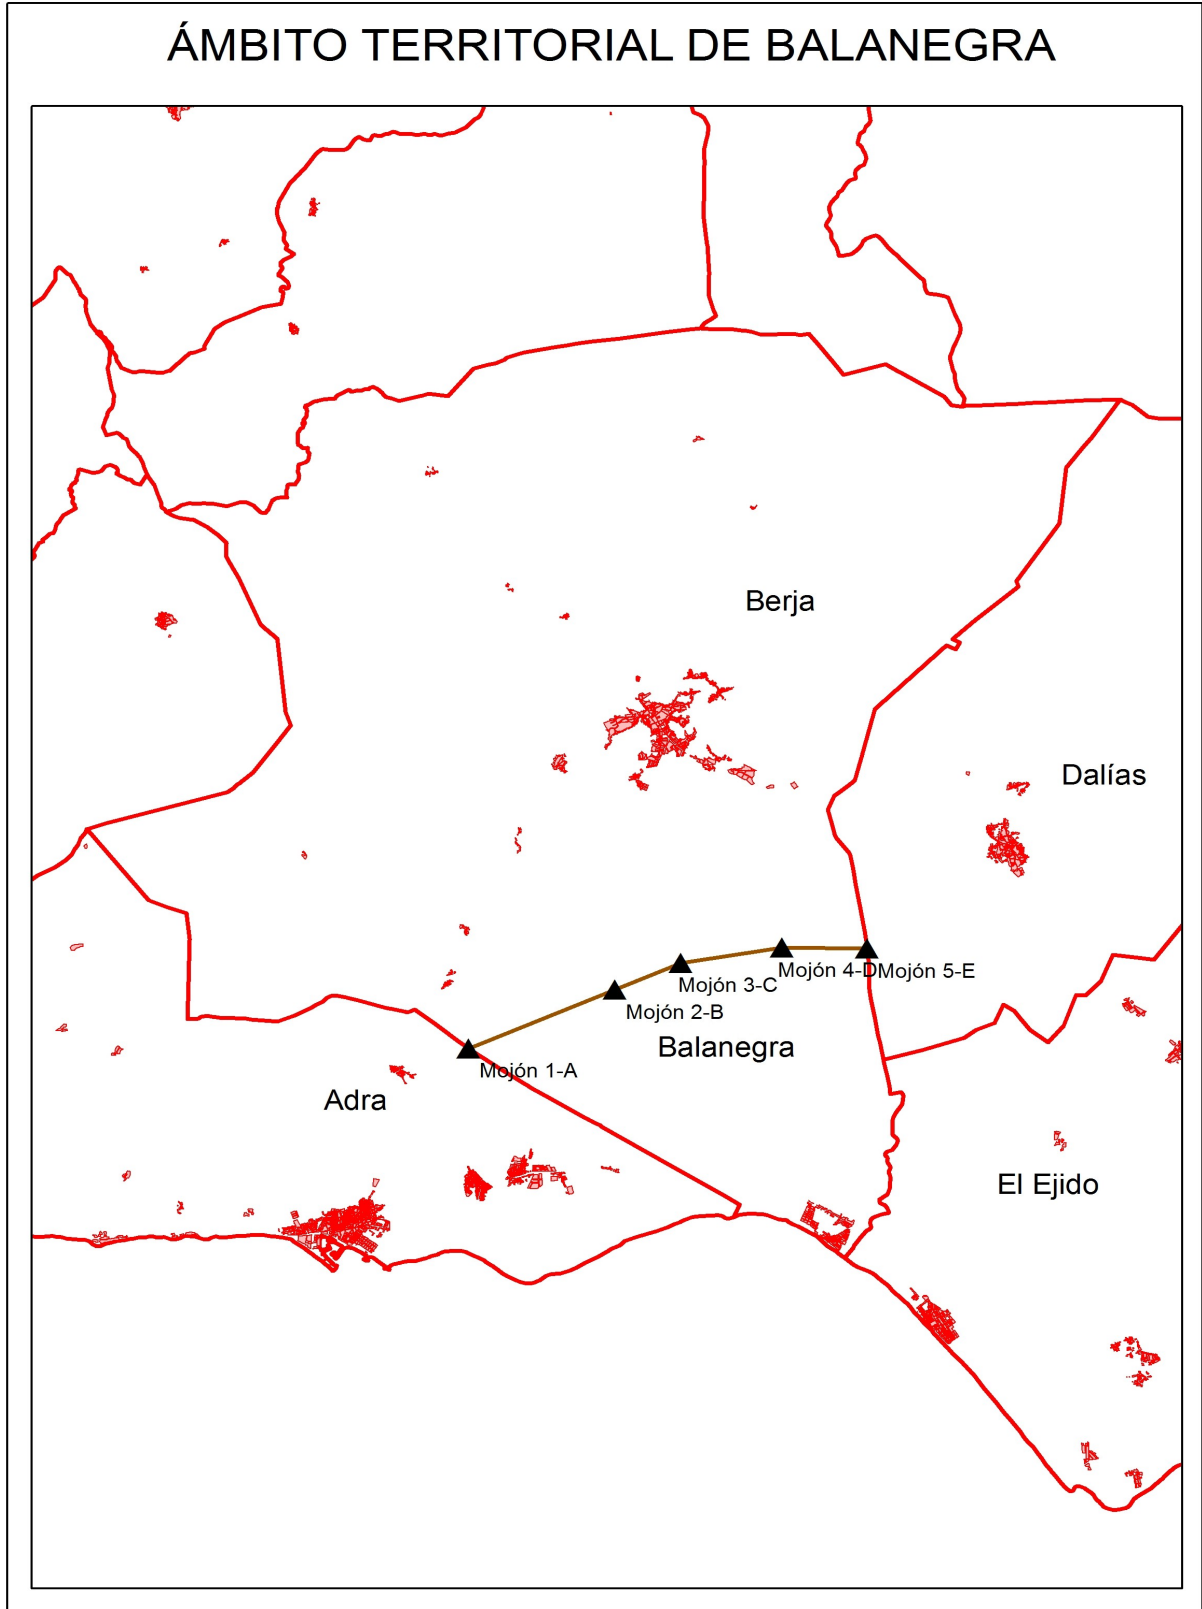 ÁMBITO TERRITORIAL DE BALANEGRA
Berja
Dalías
Mojón 4-D
Mojón 5-E
Mojón 3-C
Mojón 2-B
Balanegra
Mojón 1-A
Adra
El Ejido